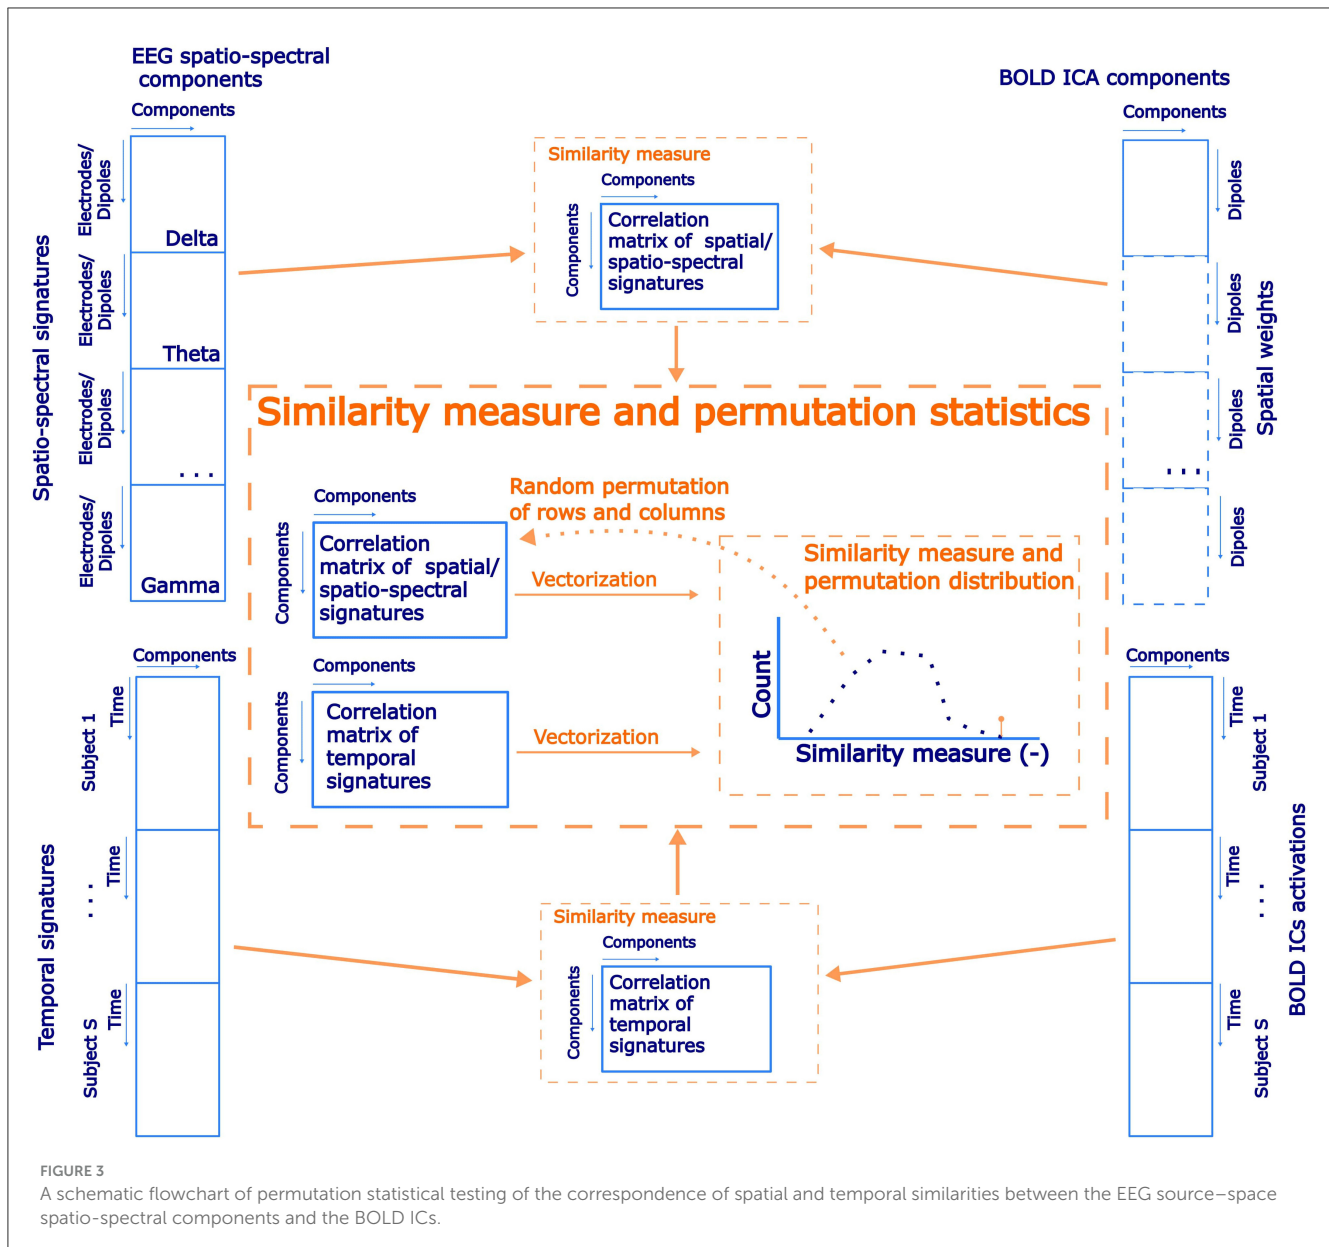 EEG spatio-spectral
components
Components
Electrodes/
Dipoles
Delta
Electrodes/
Dipoles
Theta
Electrodes/
Dipoles
...
Electrodes/
Dipoles
Gamma
Spatio-spectral signatures
BOLD ICA components
Components
Dipoles
Dipoles
Dipoles
...
Dipoles
Spatial weights
Similarity measure
Components
Components
Correlation
matrix of spatial/
spatio-spectral
signatures
Similarity measure and permutation statistics
Components
Components
Correlation
matrix of spatial/
spatio-spectral
signatures
Random permutation
of rows and columns
Vectorization
Components
Components
Correlation
matrix of
temporal
signatures
Vectorization
Similarity measure and
permutation distribution
Count
Similarity measure (-)
Components
Time
Subject 1
Time
...
Time
Subject S
Temporal signatures
Similarity measure
Components
Components
Correlation
matrix of
temporal
signatures
Components
Time
Subject 1
Time
...
Time
Subject S
BOLD ICs activations
FIGURE 3
A schematic flowchart of permutation statistical testing of the correspondence of spatial and temporal similarities between the EEG source–space
spatio-spectral components and the BOLD ICs.